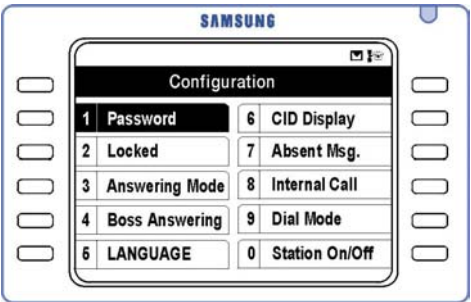 SAMSUNG
Configuration
1 Password
2 Locked
3 Answering Mode
4 Boss Answering
5 LANGUAGE
6 CID Display
7 Absent Msg.
8 Internal Call
9 Dial Mode
0 Station On/Off